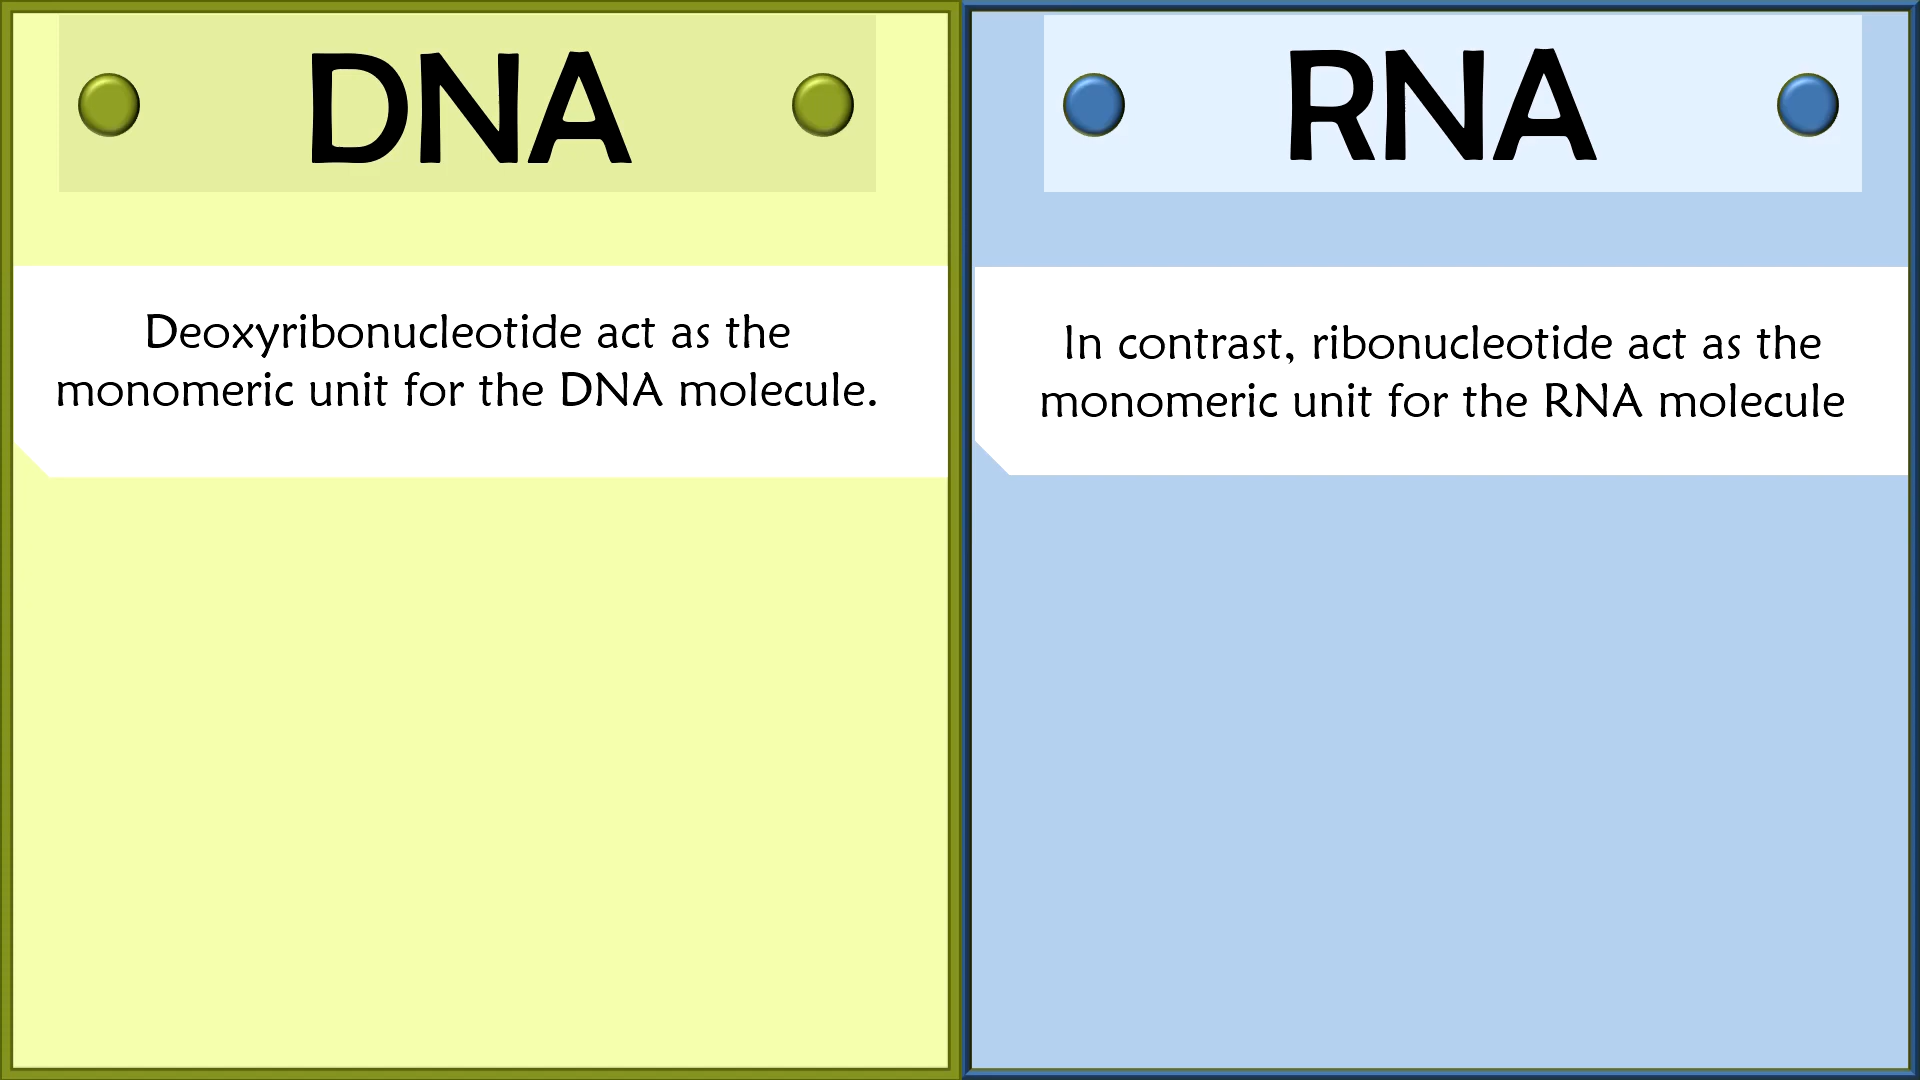 DNA
Deoxyribonucleotide act as the
monomeric unit for the DNA molecule.
RNA
In contrast, ribonucleotide act as the
monomeric unit for the RNA molecule